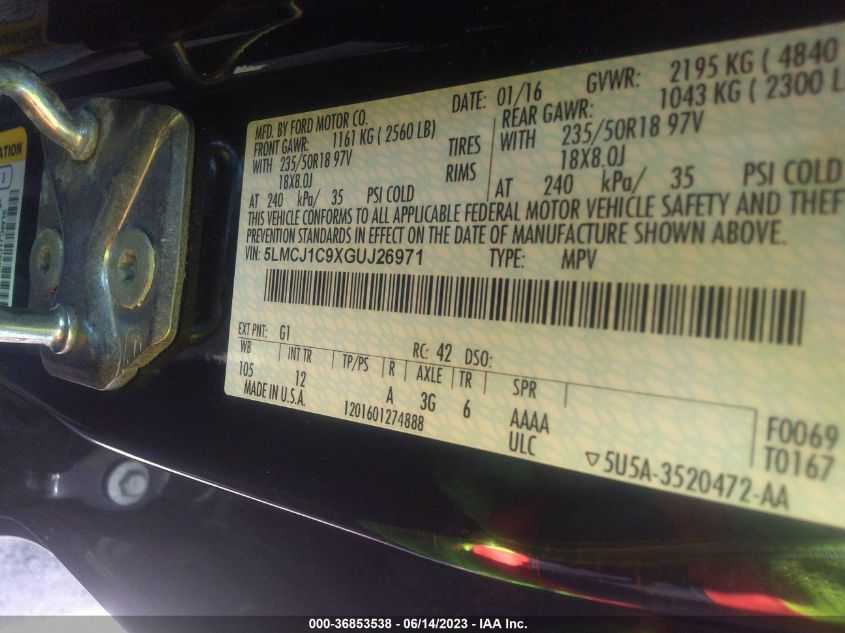 MFD. BY FORD MOTOR CO.
DATE: 01/16 GVWR: 2195 KG ( 4840
FRONT GAWR: 1161 KG ( 2560 LB)
REAR GAWR: 1043 KG ( 2300 L
WITH 235/50R18 97V TIRES WITH 235/50R18 97V
18X8.0J RIMS 18X8.0J
AT 240 kPa/ 35 PSI COLD AT 240 kPa/ 35 PSI COLD
THIS VEHICLE CONFORMS TO ALL APPLICABLE FEDERAL MOTOR VEHICLE SAFETY AND THEF
PREVENTION STANDARDS IN EFFECT ON THE DATE OF MANUFACTURE SHOWN ABOVE.
VIN: 5LMCJ1C9XGUJ26971 TYPE: MPV
EXT PNT: G1 RC: 42 DSO:
WB INT TR TP/PS R AXLE TR SPR
105 12 A 3G 6 AAAA
MADE IN U.S.A. 1201601274888 ULC
F0069
T0167
▽5U5A-3520472-AA
000-36853538 - 06/14/2023 - IAA Inc.